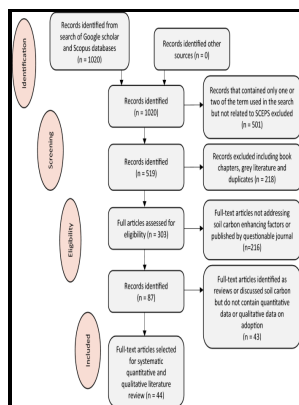 Identification
Records identified from
search of Google scholar
and Scopus databases
(n = 1020)
Records identified other
sources (n = 0)
Records identified
(n = 1020)
Records that contained only one or
two of the term used in the search
but not related to SCEPS excluded
(n = 501)
Screening
Records identified
(n = 519)
Records excluded including book
chapters, grey literature and
duplicates (n = 218)
Eligibility
Full articles assessed for
eligibility (n = 303)
Full-text articles not addressing
soil carbon enhancing factors or
published by questionable journal
(n=216)
Records identified
(n = 87)
Full-text articles identified as
reviews or discussed soil carbon but
do not contain quantitative
data or qualitative data on
adoption
(n = 43)
Included
Full-text articles selected
for systematic
quantitative and
qualitative literature
review (n = 44)